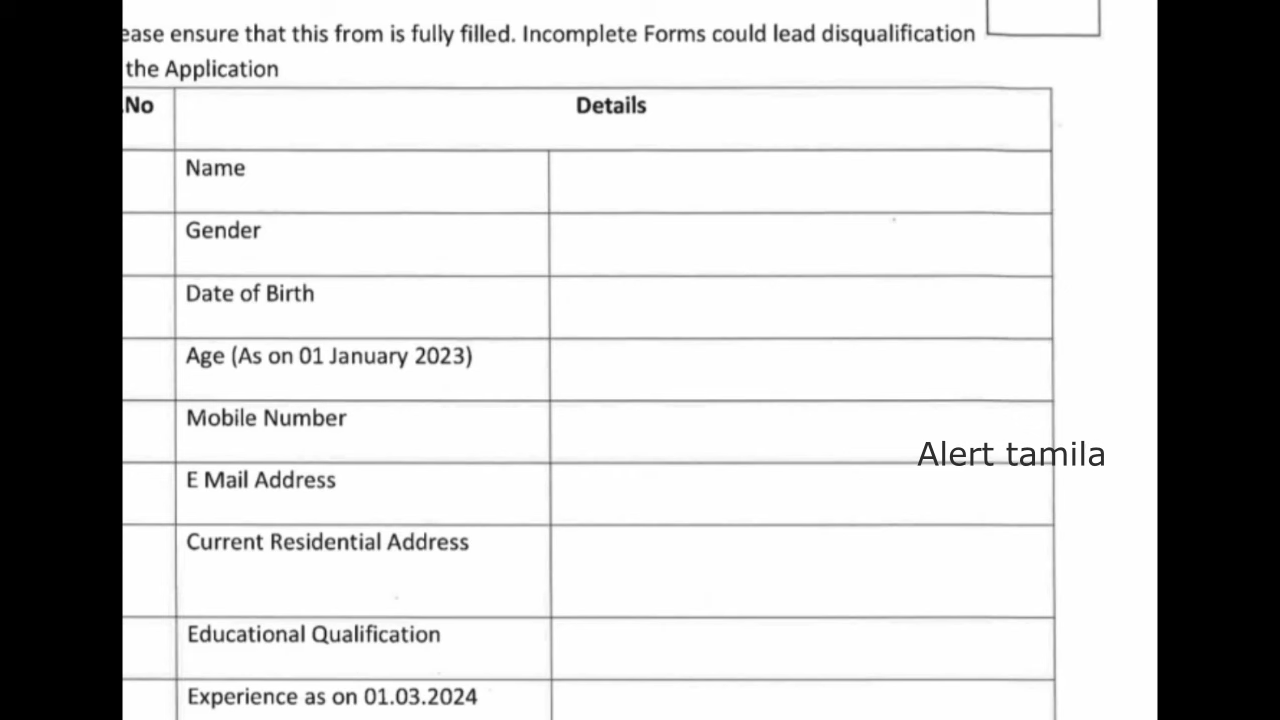 ease ensure that this from is fully filled. Incomplete Forms could lead disqualification
the Application
.No Details
Name
Gender
Date of Birth
Age (As on 01 January 2023)
Mobile Number
Alert tamila
E Mail Address
Current Residential Address
Educational Qualification
Experience as on 01.03.2024